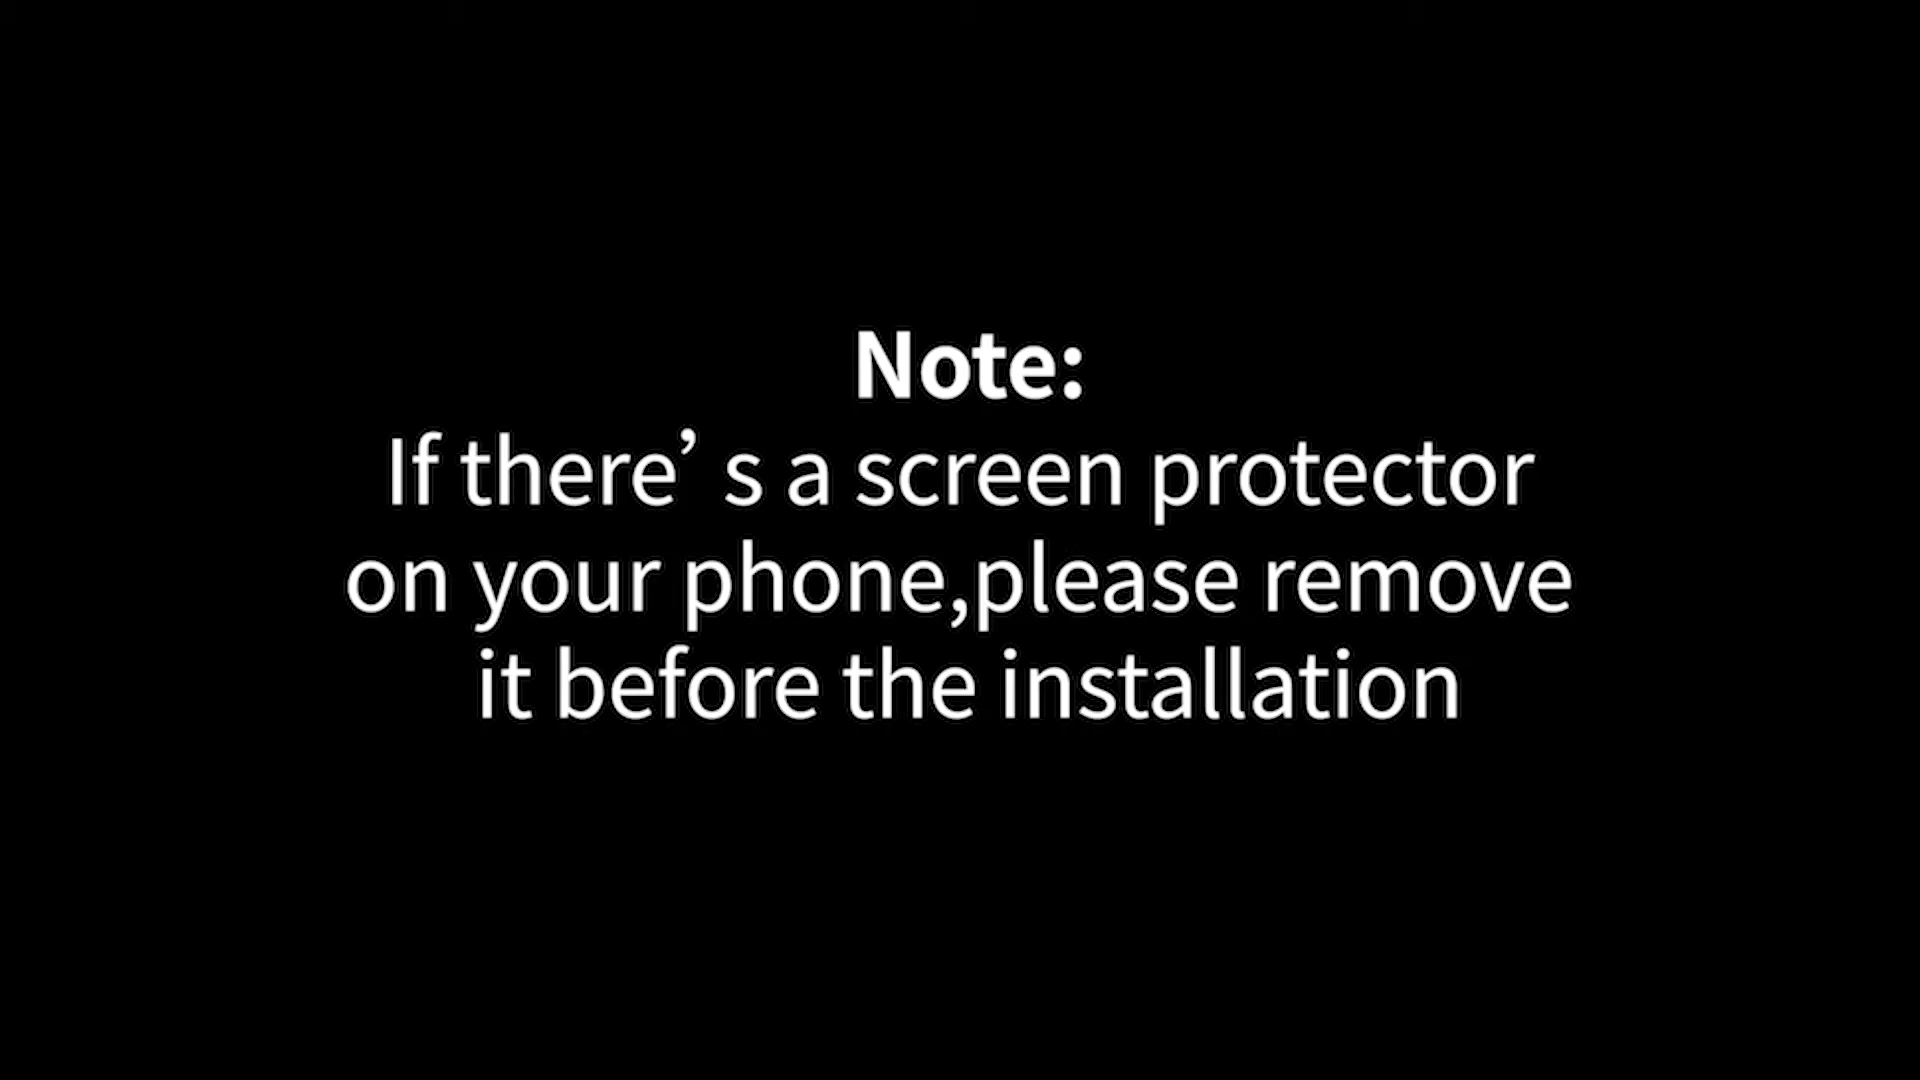 Note:
If there’ s a screen protector
on your phone,please remove
it before the installation